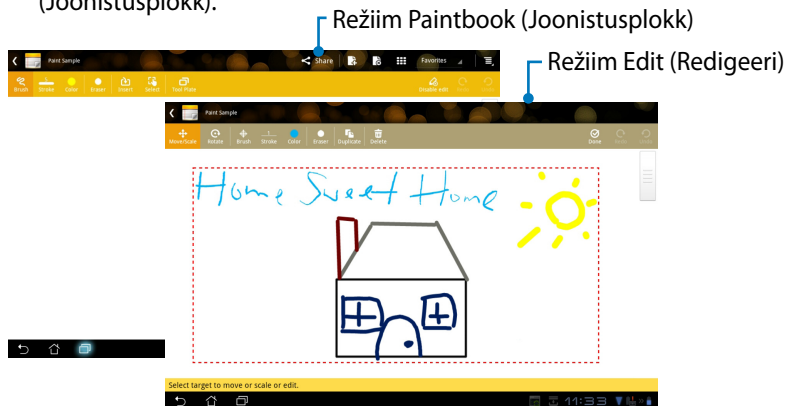 (Joonistusplokk).
Režiim Paintbook (Joonistusplokk)
Režiim Edit (Redigeeri)
Paint Sample
Share
Favorites
Brush Stroke Color Eraser Insert Select Tool Plate Disable edit Redo Undo
Paint Sample
Move/Scale Rotate Brush Stroke Color Eraser Duplicate Delete Done Redo Undo
Home Sweet Home
Select target to move or scale or edit.
11:33